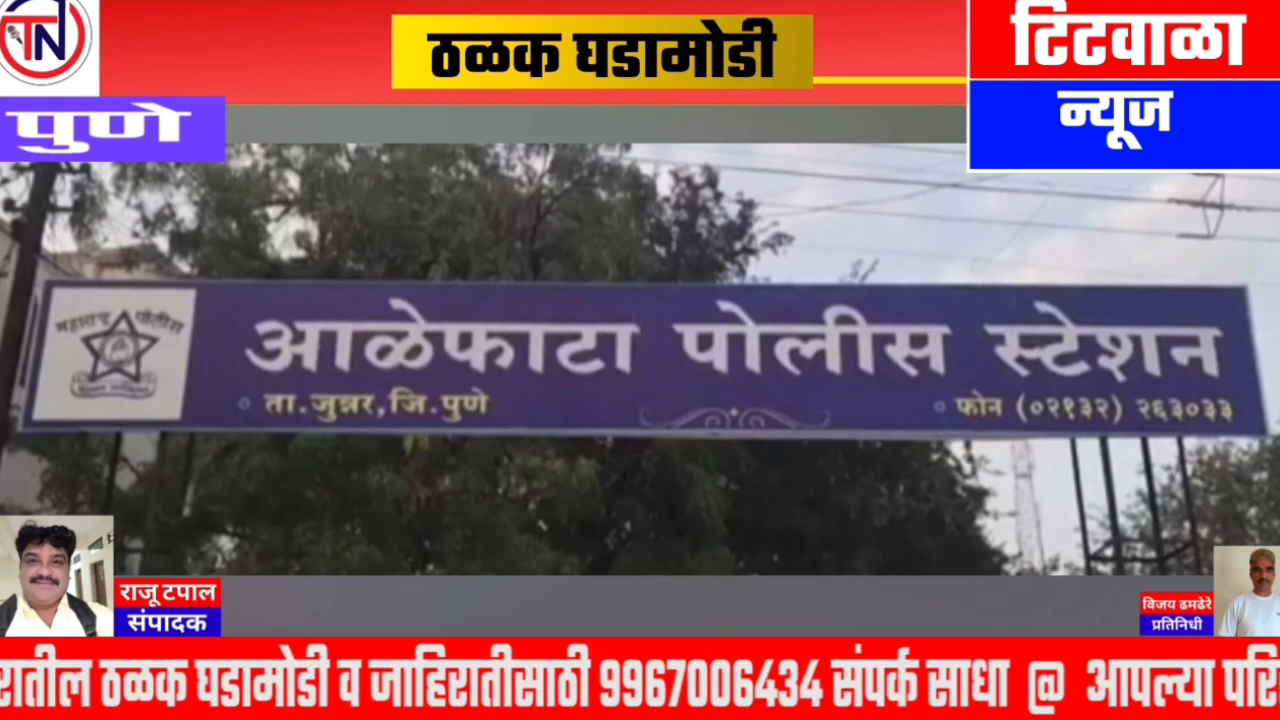 TN
ठळक घडामोडी
टिटवाळा
न्यूज
पुणे
महाराष्ट्र पोलीस
आळेफाटा पोलीस स्टेशन
ता.जुन्नर, जि.पुणे
फोन (०२१३२) २६३०३३
राजू टपाल
संपादक
विजय ढमढेरे
प्रतिनिधी
रातील ठळक घडामोडी व जाहिरातीसाठी 9967006434 संपर्क साधा @ आपल्या परि